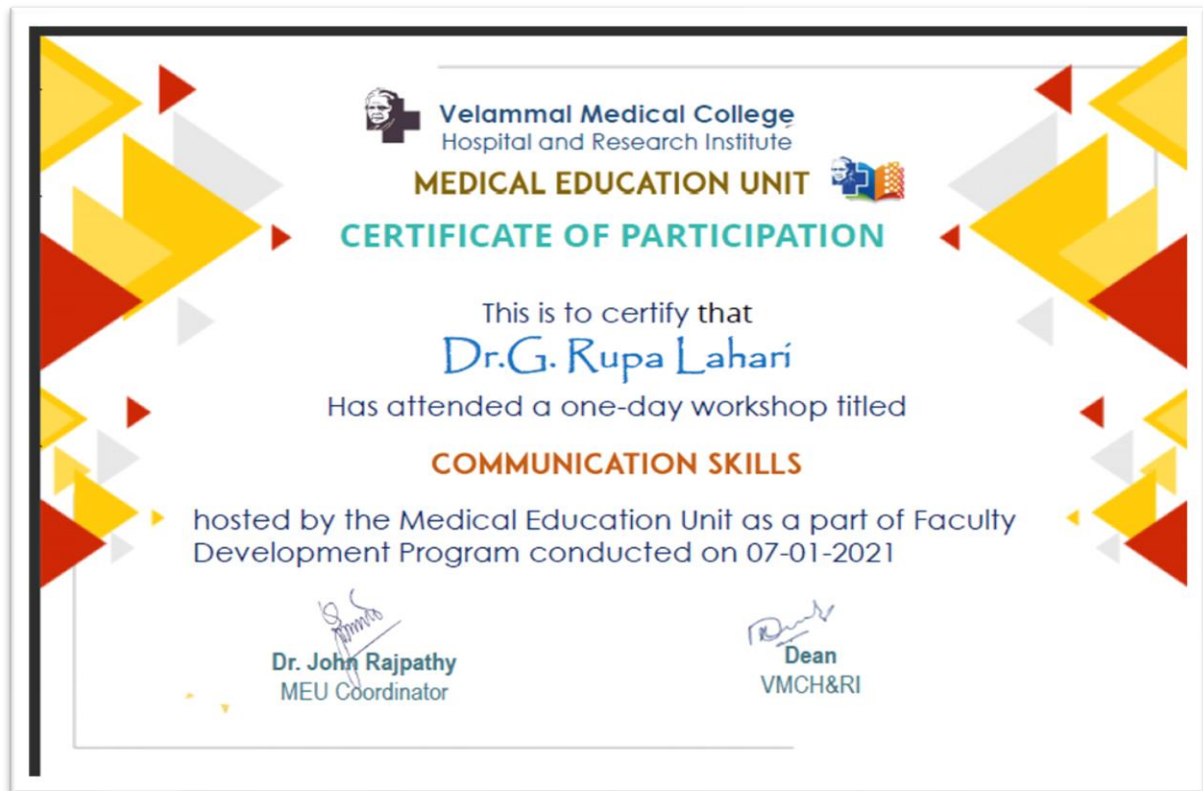 Velammal Medical College
Hospital and Research Institute
MEDICAL EDUCATION UNIT
CERTIFICATE OF PARTICIPATION
This is to certify that
Dr.G. Rupa Lahari
Has attended a one-day workshop titled
COMMUNICATION SKILLS
hosted by the Medical Education Unit as a part of Faculty
Development Program conducted on 07-01-2021
Dr. John Rajpathy
MEU Coordinator
Dean
VMCH&RI